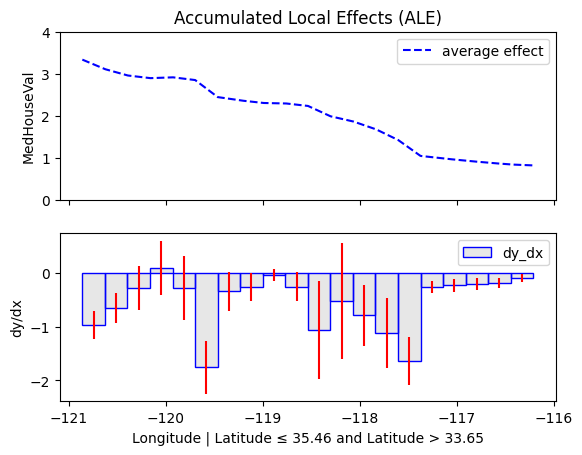 Accumulated Local Effects (ALE)
4
3
2
1
0
MedHouseVal
average effect
0
−1
−2
dy/dx
dy_dx
−121 −120 −119 −118 −117 −116
Longitude | Latitude ≤ 35.46 and Latitude > 33.65